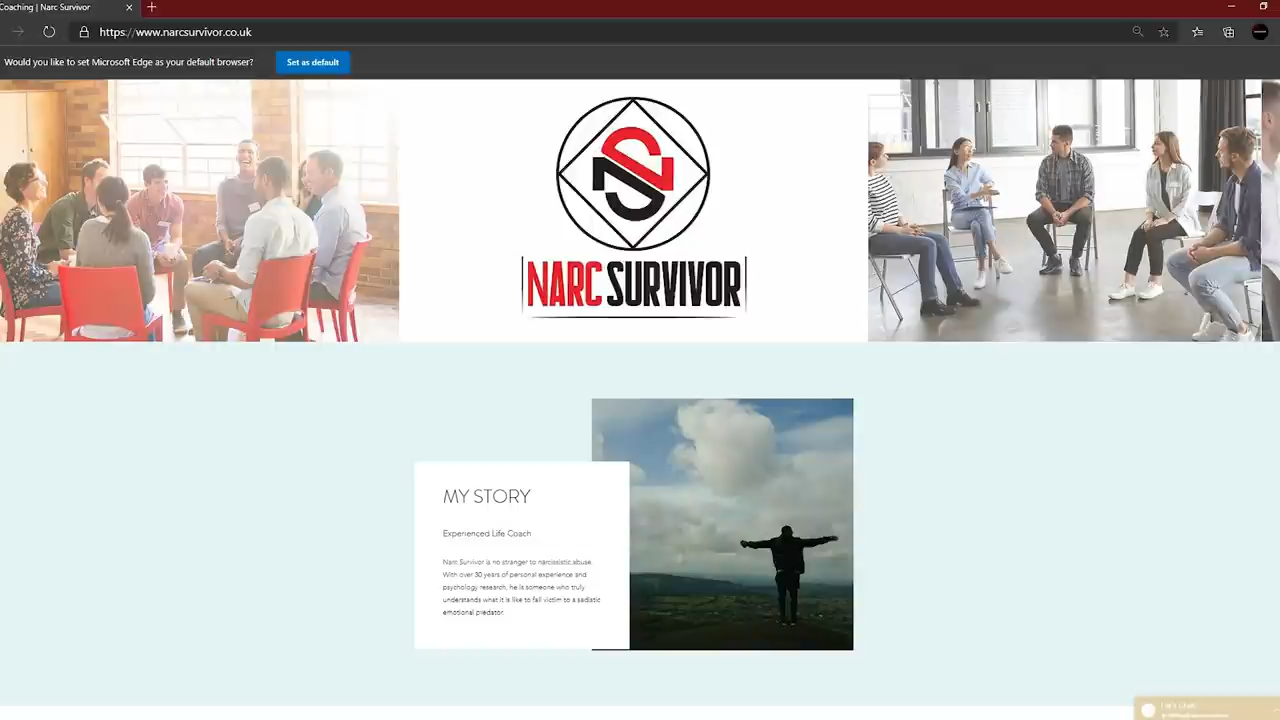 Coaching | Narc Survivor
https://www.narcsurvivor.co.uk
Would you like to set Microsoft Edge as your default browser?
Set as default
NS
NARC SURVIVOR
MY STORY
Experienced Life Coach
Narc Survivor is no stranger to narcissistic abuse.
With over 30 years of personal experience and
psychology research, he is someone who truly
understands what it is like to fall victim to a sadistic
emotional predator.